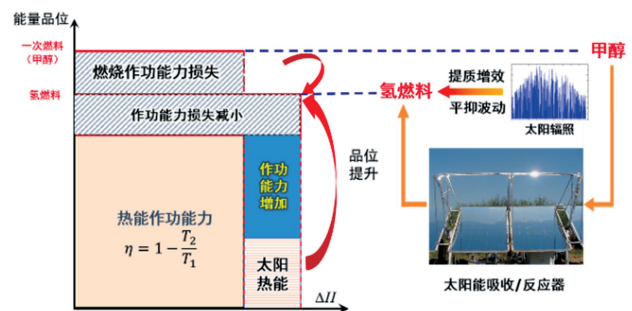 能量品位
一次燃料
（甲醇）
燃烧作功能力损失
氢燃料
作功能力损失减小
热能作功能力
η = 1 − T₂/T₁
作功
能力
增加
太阳
热能
ΔH
品位
提升
氢燃料
提质增效
平抑波动
太阳辐照
甲醇
太阳能吸收/反应器